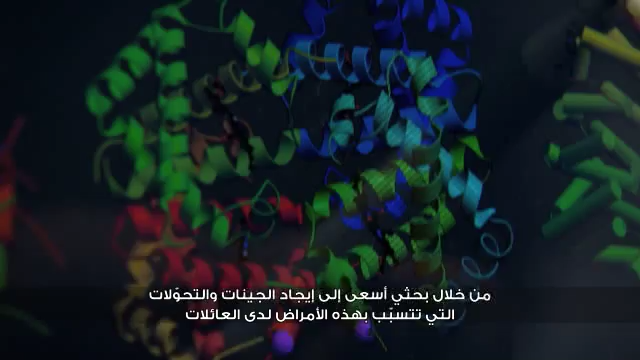 من خلال بحثي أسعى إلى إيجاد الجينات والتحوّلات
التي تتسبّب بهذه الأمراض لدى العائلات